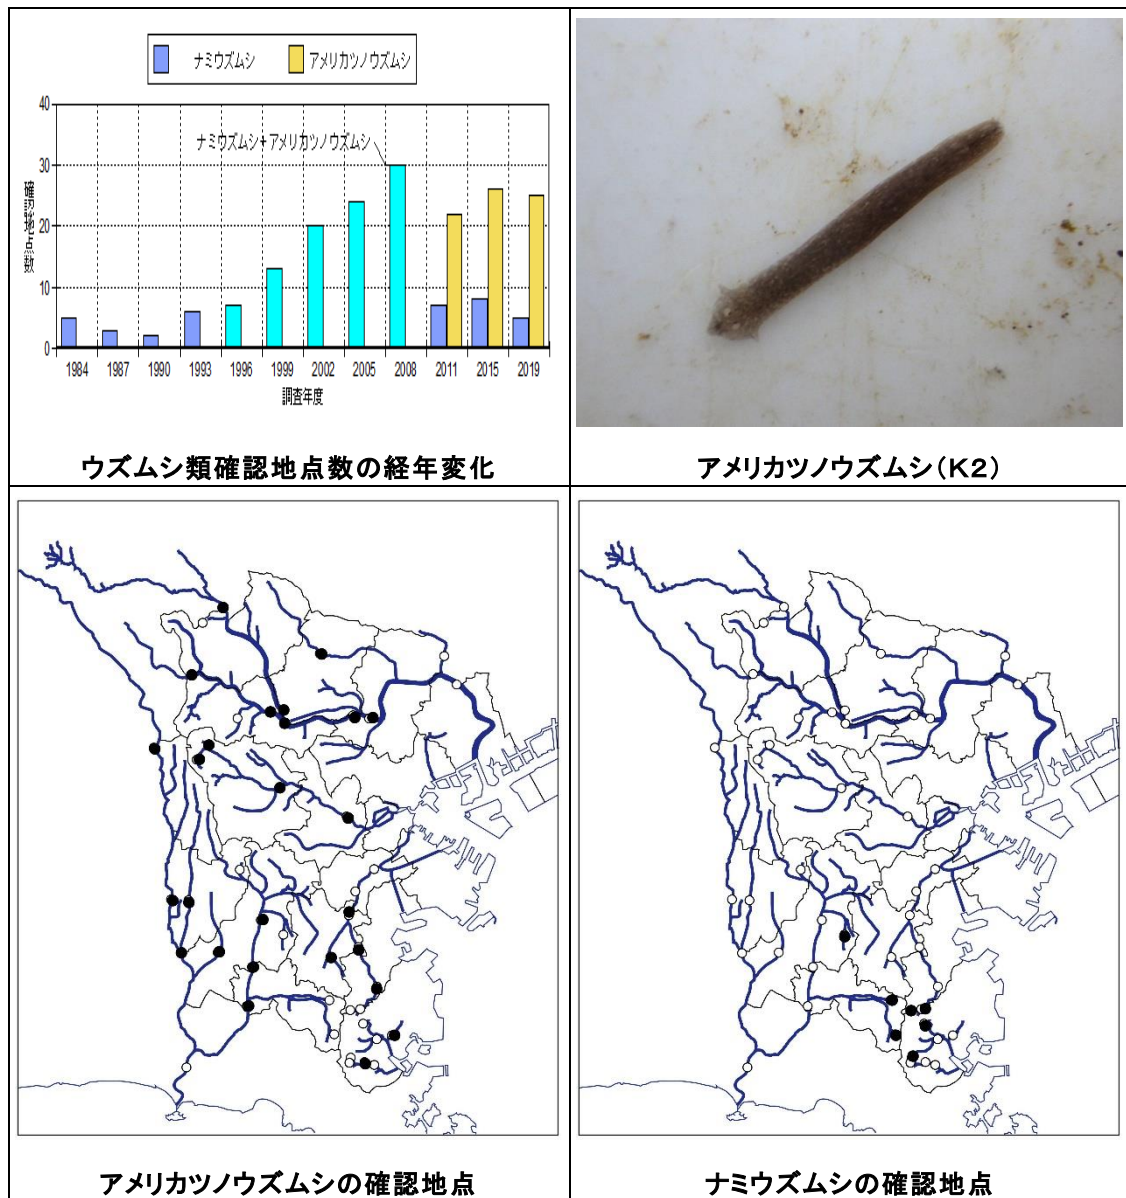 ナミウズムシ
アメリカツノウズムシ
40
30
20
10
0
ナミウズムシ+アメリカツノウズムシ
確認地点数
1984 1987 1990 1993 1996 1999 2002 2005 2008 2011 2015 2019
調査年度
ウズムシ類確認地点数の経年変化
アメリカツノウズムシ(K2)
アメリカツノウズムシの確認地点
ナミウズムシの確認地点